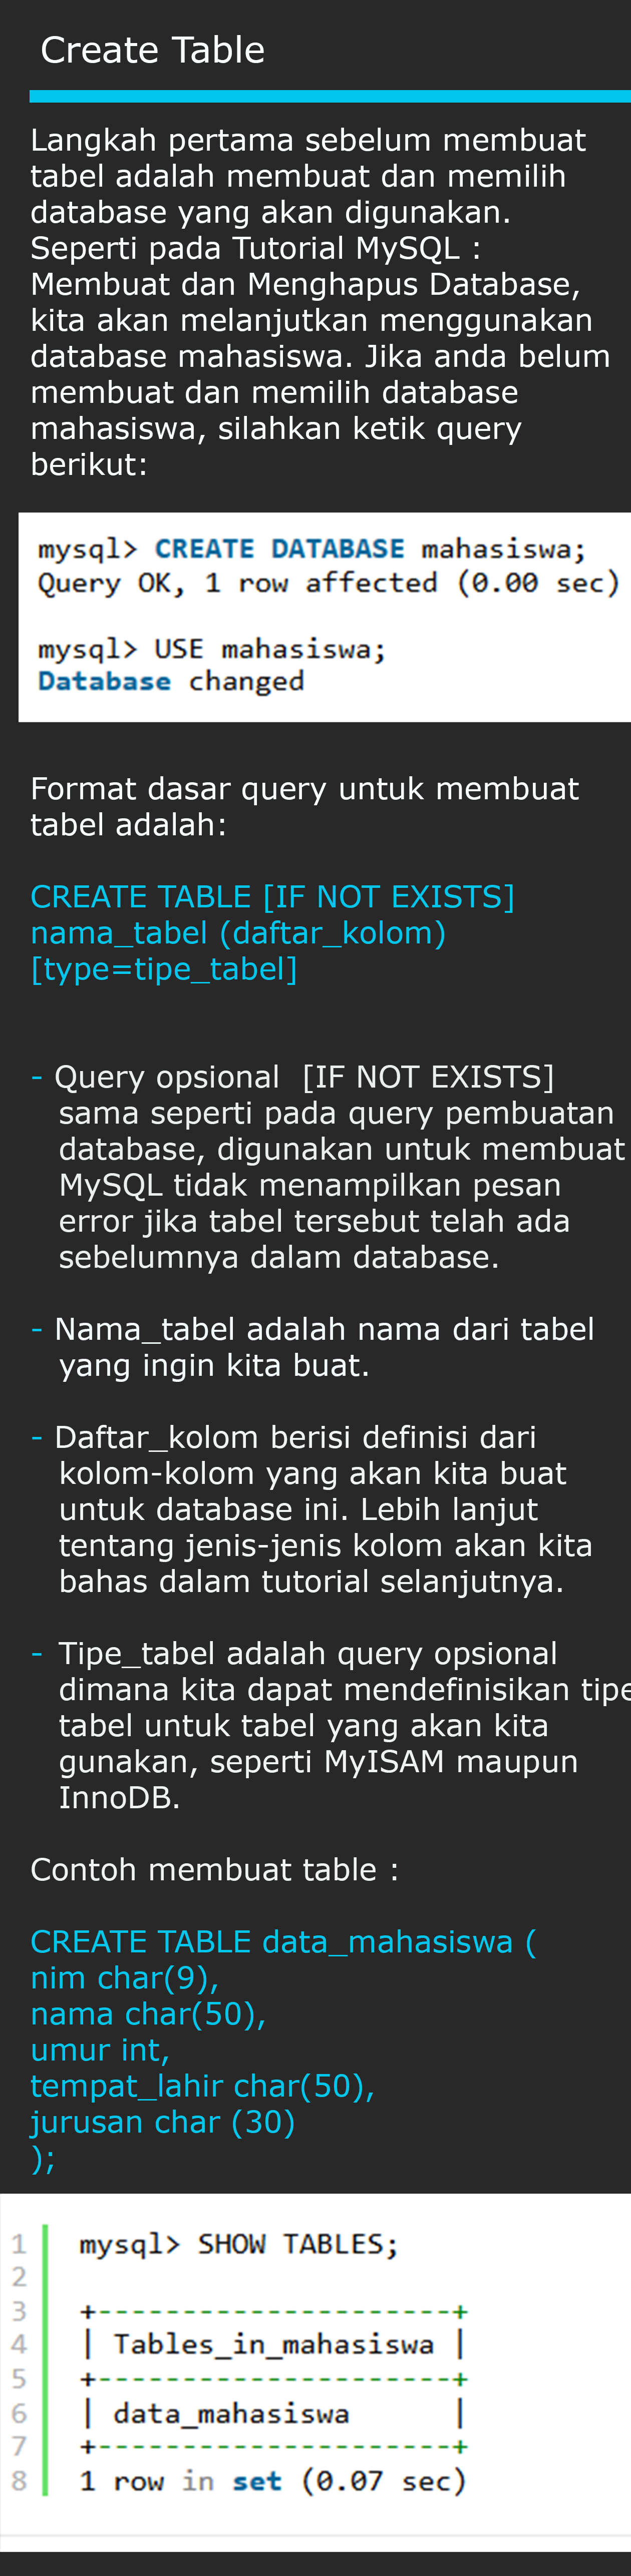 Create Table
Langkah pertama sebelum membuat
tabel adalah membuat dan memilih
database yang akan digunakan.
Seperti pada Tutorial MySQL :
Membuat dan Menghapus Database,
kita akan melanjutkan menggunakan
database mahasiswa. Jika anda belum
membuat dan memilih database
mahasiswa, silahkan ketik query
berikut:
mysql> CREATE DATABASE mahasiswa;
Query OK, 1 row affected (0.00 sec)
mysql> USE mahasiswa;
Database changed
Format dasar query untuk membuat
tabel adalah:
CREATE TABLE [IF NOT EXISTS]
nama_tabel (daftar_kolom)
[type=tipe_tabel]
- Query opsional  [IF NOT EXISTS]
sama seperti pada query pembuatan
database, digunakan untuk membuat
MySQL tidak menampilkan pesan
error jika tabel tersebut telah ada
sebelumnya dalam database.
- Nama_tabel adalah nama dari tabel
yang ingin kita buat.
- Daftar_kolom berisi definisi dari
kolom-kolom yang akan kita buat
untuk database ini. Lebih lanjut
tentang jenis-jenis kolom akan kita
bahas dalam tutorial selanjutnya.
- Tipe_tabel adalah query opsional
dimana kita dapat mendefinisikan tipe
tabel untuk tabel yang akan kita
gunakan, seperti MyISAM maupun
InnoDB.
Contoh membuat table :
CREATE TABLE data_mahasiswa (
nim char(9),
nama char(50),
umur int,
tempat_lahir char(50),
jurusan char (30)
);
1 mysql> SHOW TABLES;
2
3 +---------------------+
4 | Tables_in_mahasiswa |
5 +---------------------+
6 | data_mahasiswa      |
7 +---------------------+
8 1 row in set (0.07 sec)